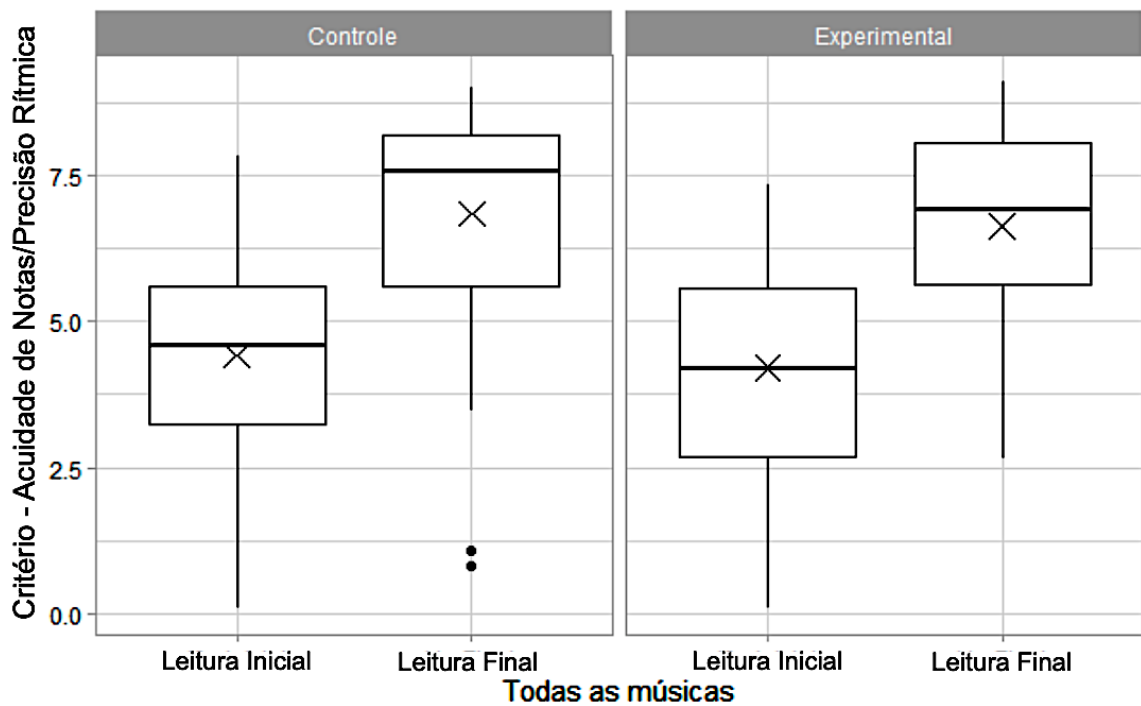 Controle
Experimental
Critério - Acuidade de Notas/Precisão Rítmica
7.5
5.0
2.5
0.0
Leitura Inicial
Leitura Final
Leitura Inicial
Leitura Final
Todas as músicas